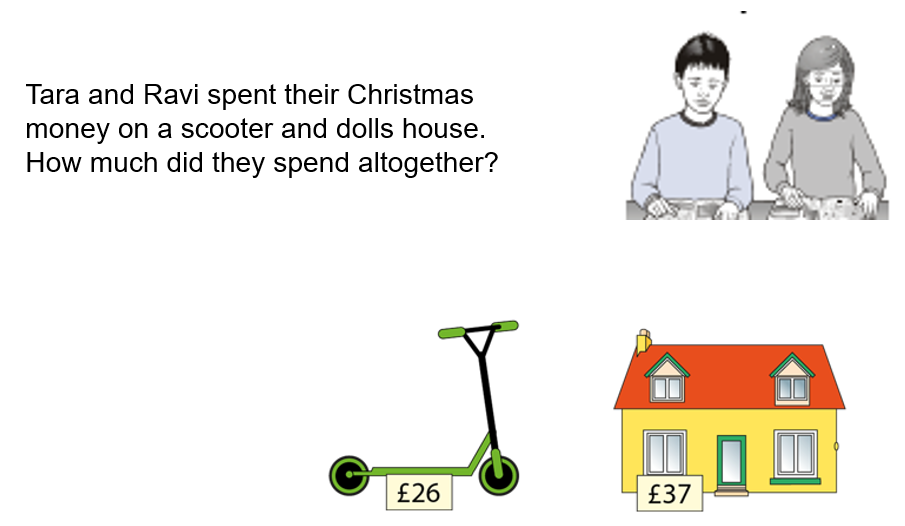 Tara and Ravi spent their Christmas
money on a scooter and dolls house.
How much did they spend altogether?
£26
£37